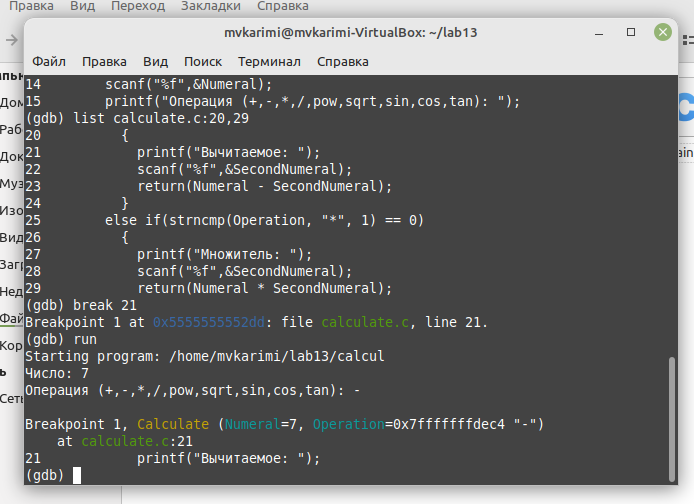 Правка Вид Переход Закладки Справка
mvkarimi@mvkarimi-VirtualBox: ~/lab13
Файл Правка Вид Поиск Терминал Справка
14 scanf("%f",&Numeral);
15 printf("Операция (+,-,*,/,pow,sqrt,sin,cos,tan): ");
(gdb) list calculate.c:20,29
20 {
21 printf("Вычитаемое: ");
22 scanf("%f",&SecondNumeral);
23 return(Numeral - SecondNumeral);
24 }
25 else if(strncmp(Operation, "*", 1) == 0)
26 {
27 printf("Множитель: ");
28 scanf("%f",&SecondNumeral);
29 return(Numeral * SecondNumeral);
(gdb) break 21
Breakpoint 1 at 0x5555555552dd: file calculate.c, line 21.
(gdb) run
Starting program: /home/mvkarimi/lab13/calcul
Число: 7
Операция (+,-,*,/,pow,sqrt,sin,cos,tan): -
Breakpoint 1, Calculate (Numeral=7, Operation=0x7fffffffdec4 "-")
at calculate.c:21
21 printf("Вычитаемое: ");
(gdb)